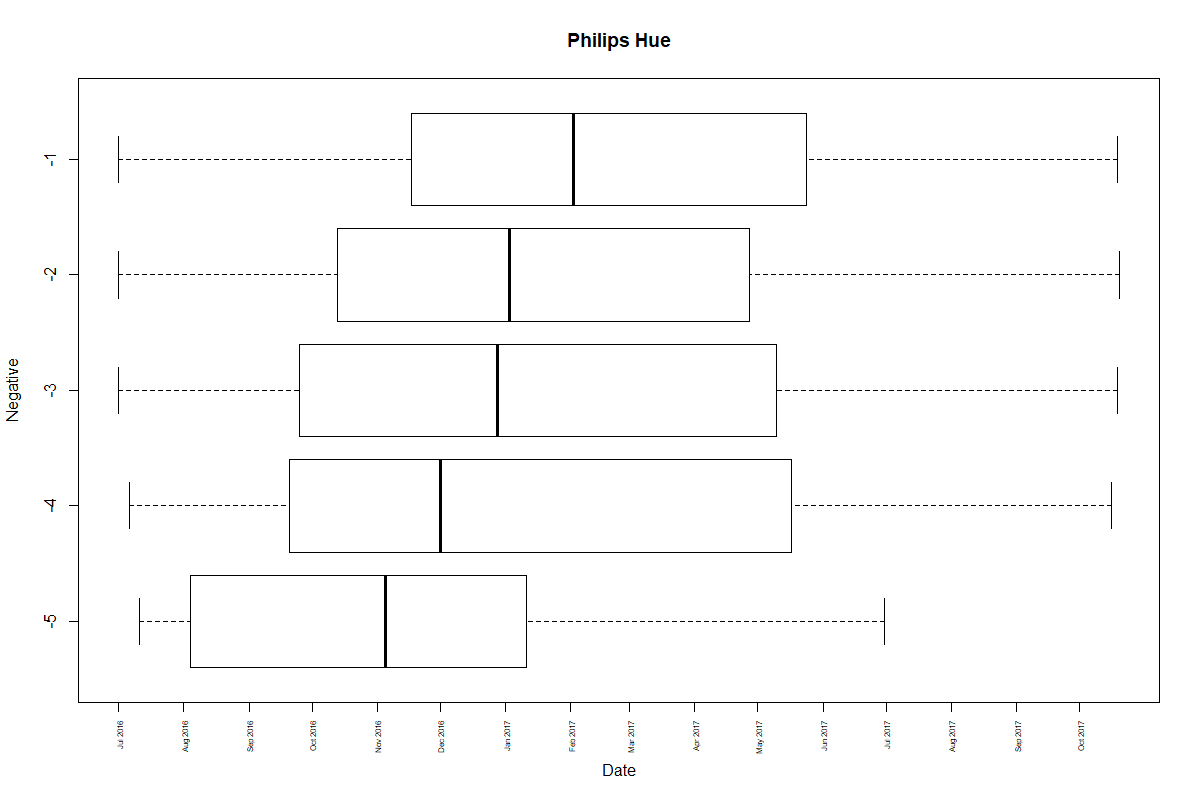 Philips Hue
-1
-2
-3
-4
-5
Negative
Jul 2016
Aug 2016
Sep 2016
Oct 2016
Nov 2016
Dec 2016
Jan 2017
Feb 2017
Mar 2017
Apr 2017
May 2017
Jun 2017
Jul 2017
Aug 2017
Sep 2017
Oct 2017
Date